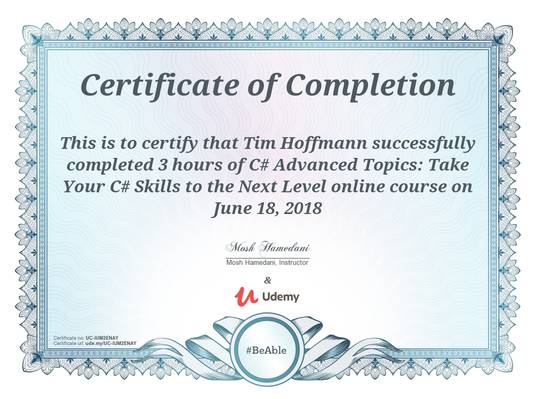 Certificate of Completion
This is to certify that Tim Hoffmann successfully
completed 3 hours of C# Advanced Topics: Take
Your C# Skills to the Next Level online course on
June 18, 2018
Mosh Hamedani
Mosh Hamedani, Instructor
&
Udemy
Certificate no: UC-IUM2ENAY
Certificate url: ude.my/UC-IUM2ENAY
#BeAble